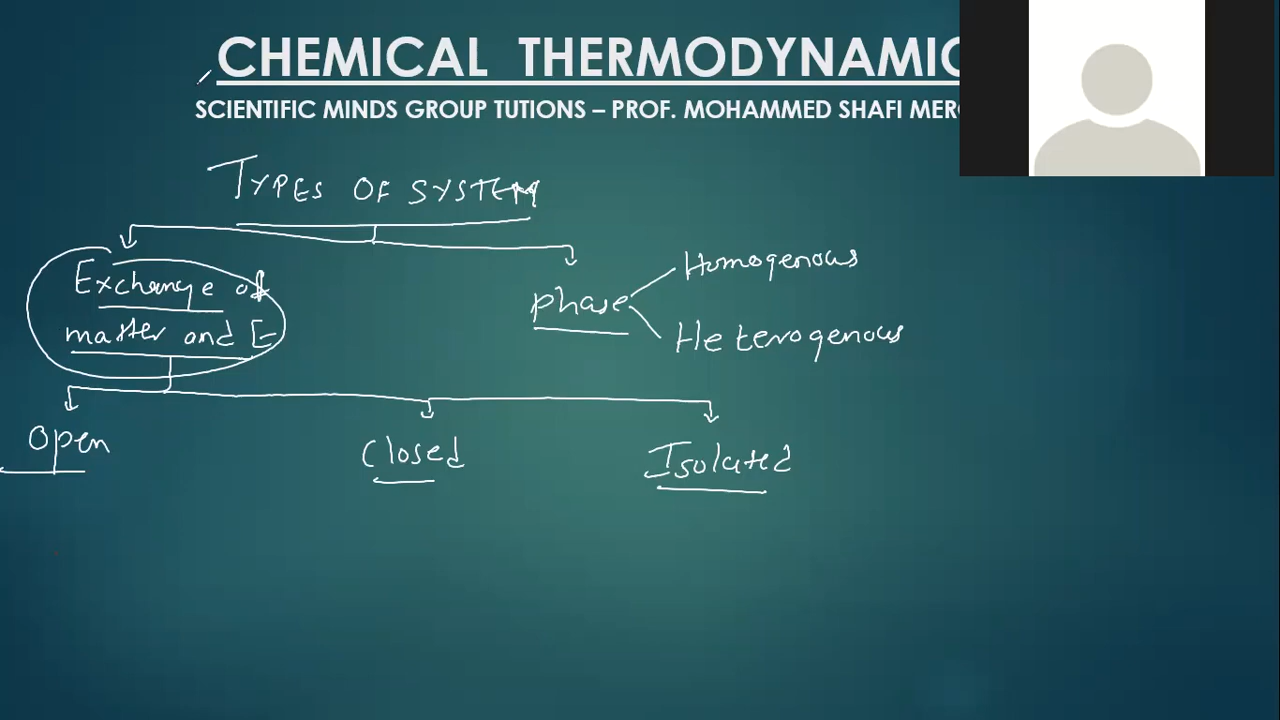 CHEMICAL THERMODYNAMIC
SCIENTIFIC MINDS GROUP TUTIONS – PROF. MOHAMMED SHAFI MER
TYPES OF SYSTEM
Exchange of
matter and E
phase
Homogenous
Heterogenous
Open
Closed
Isolated